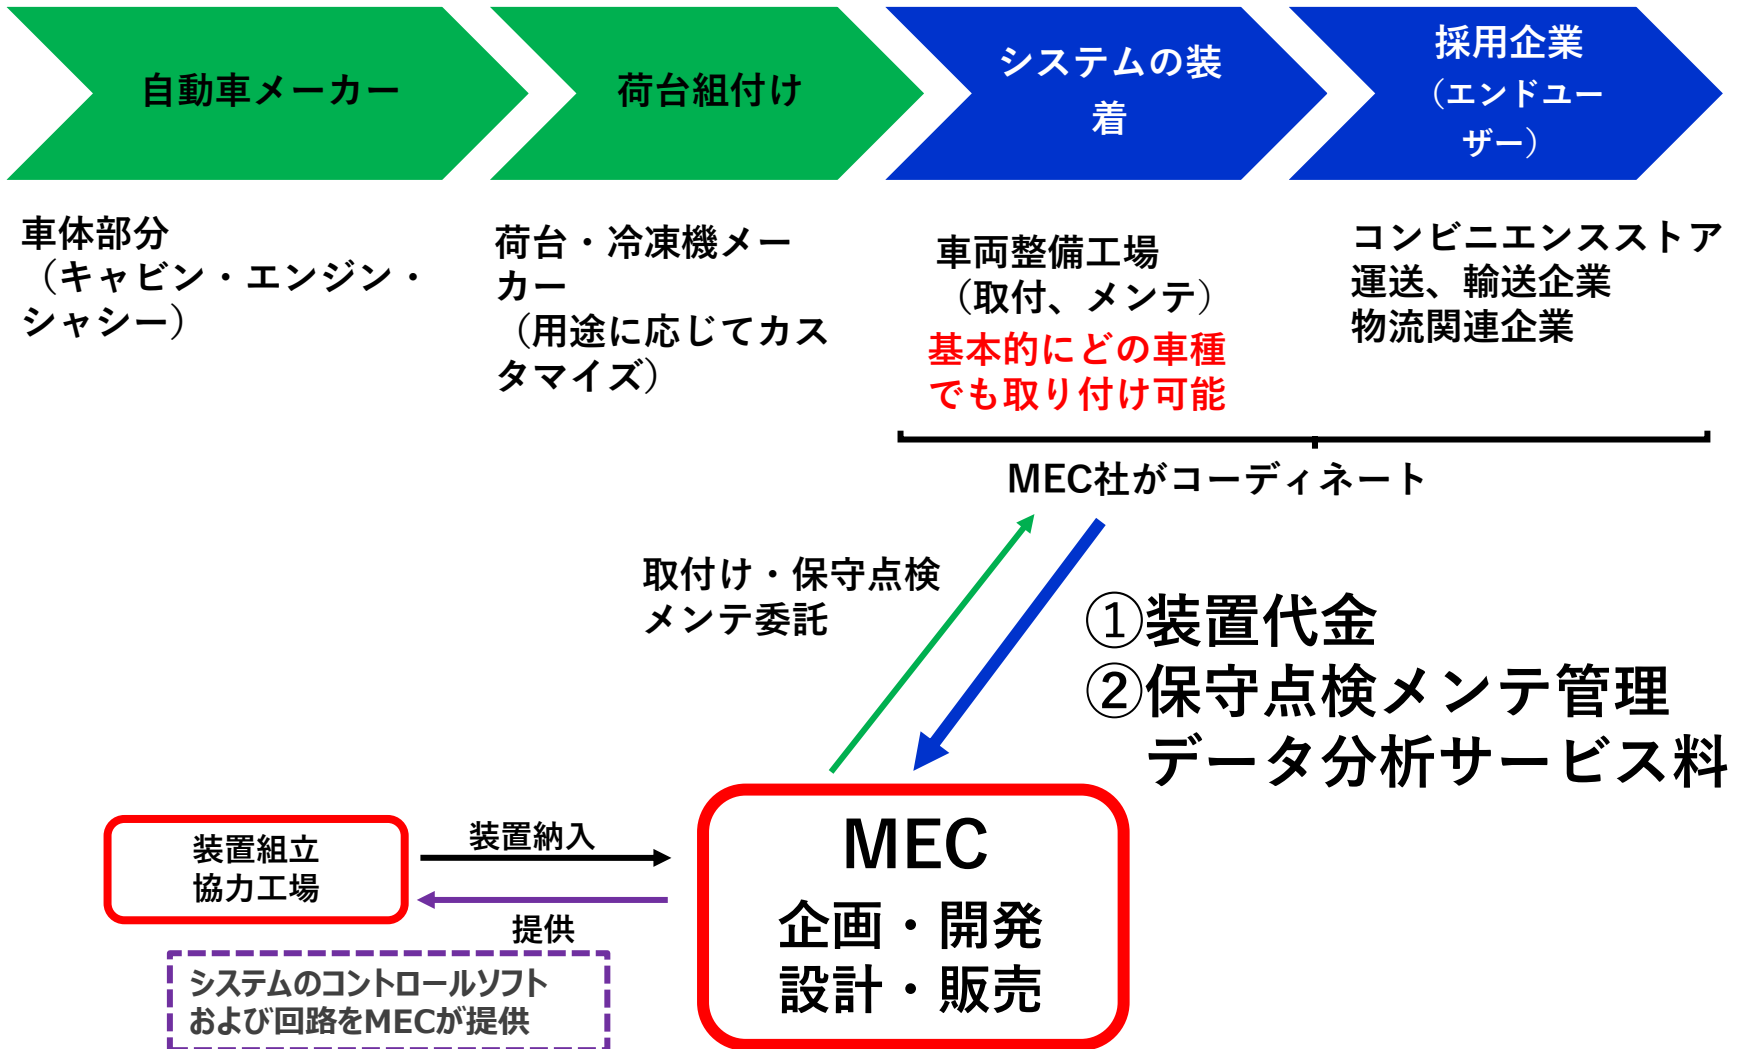 自動車メーカー
荷台組付け
システムの装
着
採用企業
（エンドユー
ザー）
車体部分
（キャビン・エンジン・
シャシー）
荷台・冷凍機メー
カー
（用途に応じてカス
タマイズ）
車両整備工場
（取付、メンテ）
基本的にどの車種
でも取り付け可能
コンビニエンスストア
運送、輸送企業
物流関連企業
MEC社がコーディネート
取付け・保守点検
メンテ委託
①装置代金
②保守点検メンテ管理
データ分析サービス料
装置組立
協力工場
装置納入
提供
システムのコントロールソフト
および回路をMECが提供
MEC
企画・開発
設計・販売